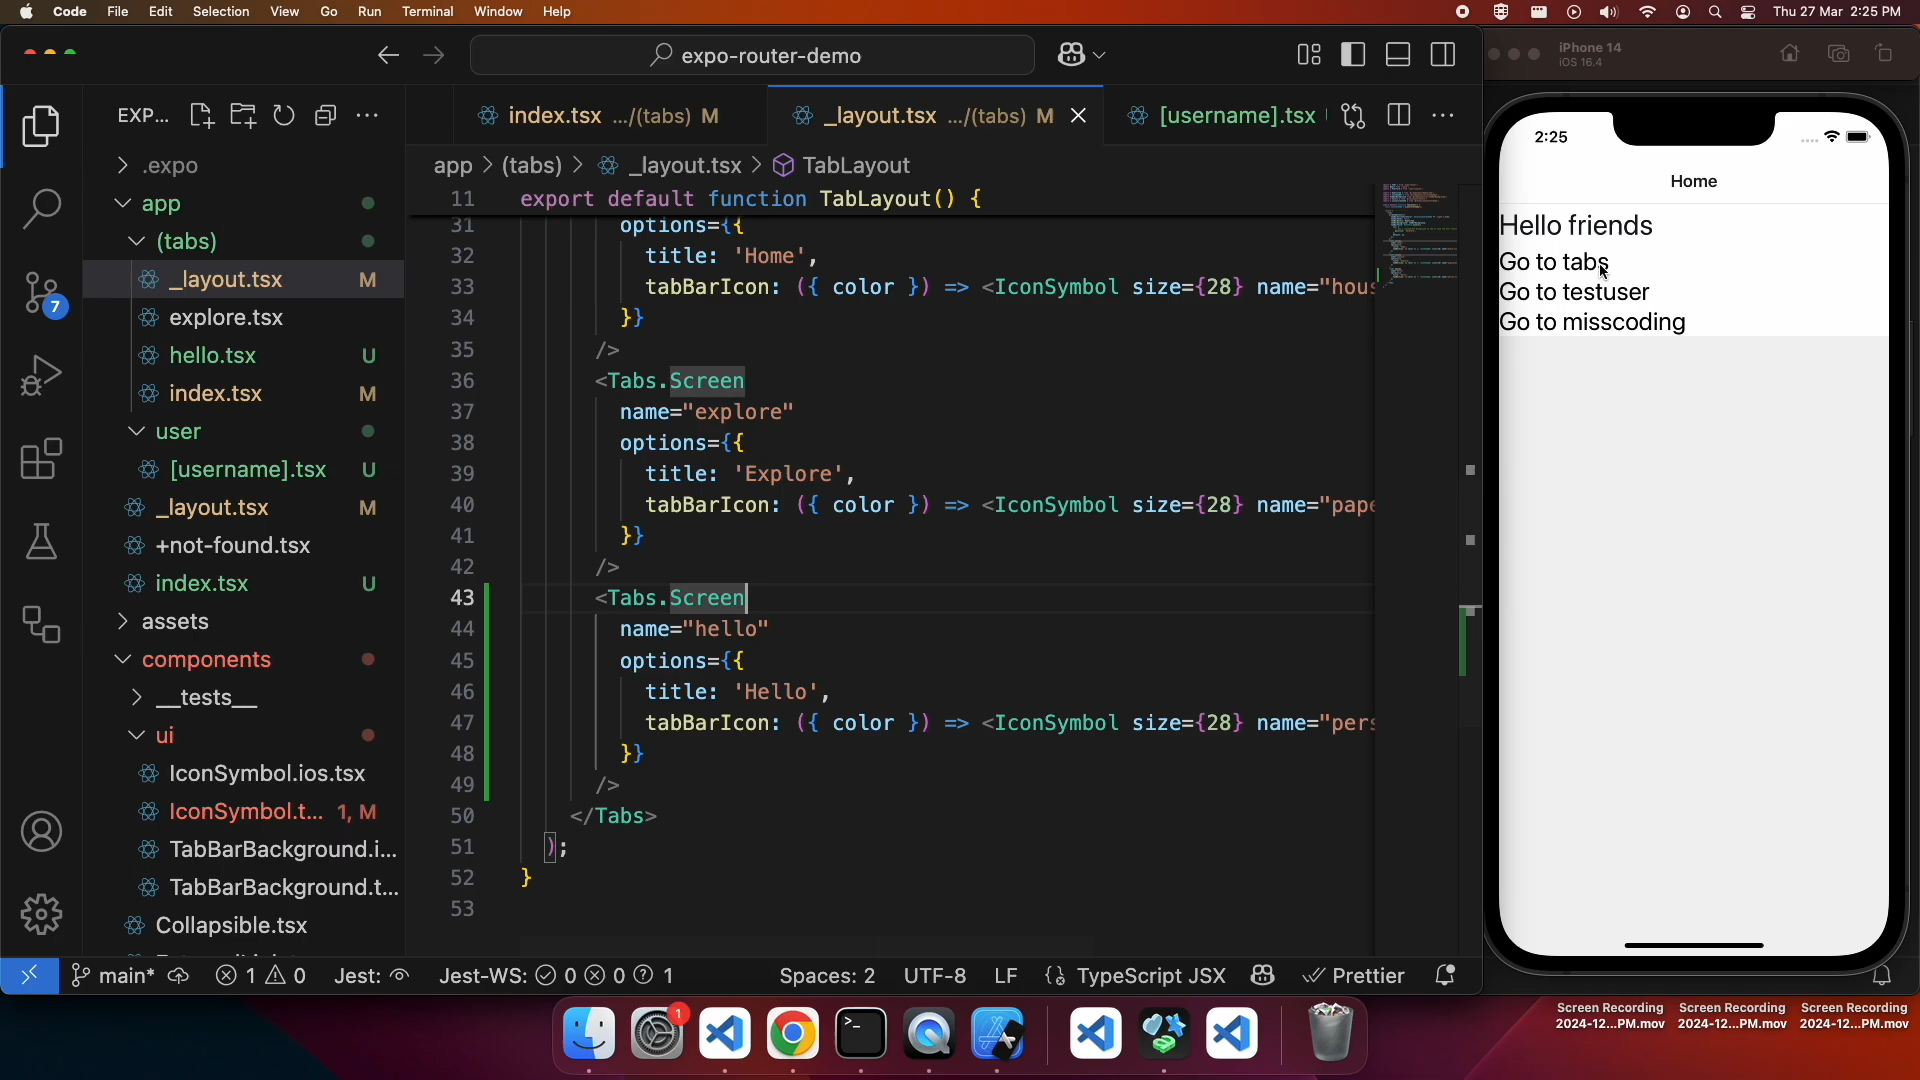 Code File Edit Selection View Go Run Terminal Window Help
Thu 27 Mar 2:25 PM
expo-router-demo
iPhone 14
iOS 16.4
EXP...
index.tsx .../(tabs) M
_layout.tsx .../(tabs) M
[username].tsx
app > (tabs) > _layout.tsx > TabLayout
.expo
app
(tabs)
_layout.tsx M
explore.tsx
hello.tsx U
index.tsx M
user
[username].tsx U
_layout.tsx M
+not-found.tsx
index.tsx U
assets
components
__tests__
ui
IconSymbol.ios.tsx
IconSymbol.t... 1, M
TabBarBackground.i...
TabBarBackground.t...
Collapsible.tsx
7
11 export default function TabLayout() {
31 options={{
32 title: 'Home',
33 tabBarIcon: ({ color }) => <IconSymbol size={28} name="hous
34 }}
35 />
36 <Tabs.Screen
37 name="explore"
38 options={{
39 title: 'Explore',
40 tabBarIcon: ({ color }) => <IconSymbol size={28} name="pape
41 }}
42 />
43 <Tabs.Screen
44 name="hello"
45 options={{
46 title: 'Hello',
47 tabBarIcon: ({ color }) => <IconSymbol size={28} name="pers
48 }}
49 />
50 </Tabs>
51 );
52 }
53
2:25
Home
Hello friends
Go to tabs
Go to testuser
Go to misscoding
main* 1 0 Jest: Jest-WS: 0 0 1 Spaces: 2 UTF-8 LF {} TypeScript JSX Prettier
1
Screen Recording
2024-12...PM.mov
Screen Recording
2024-12...PM.mov
Screen Recording
2024-12...PM.mov